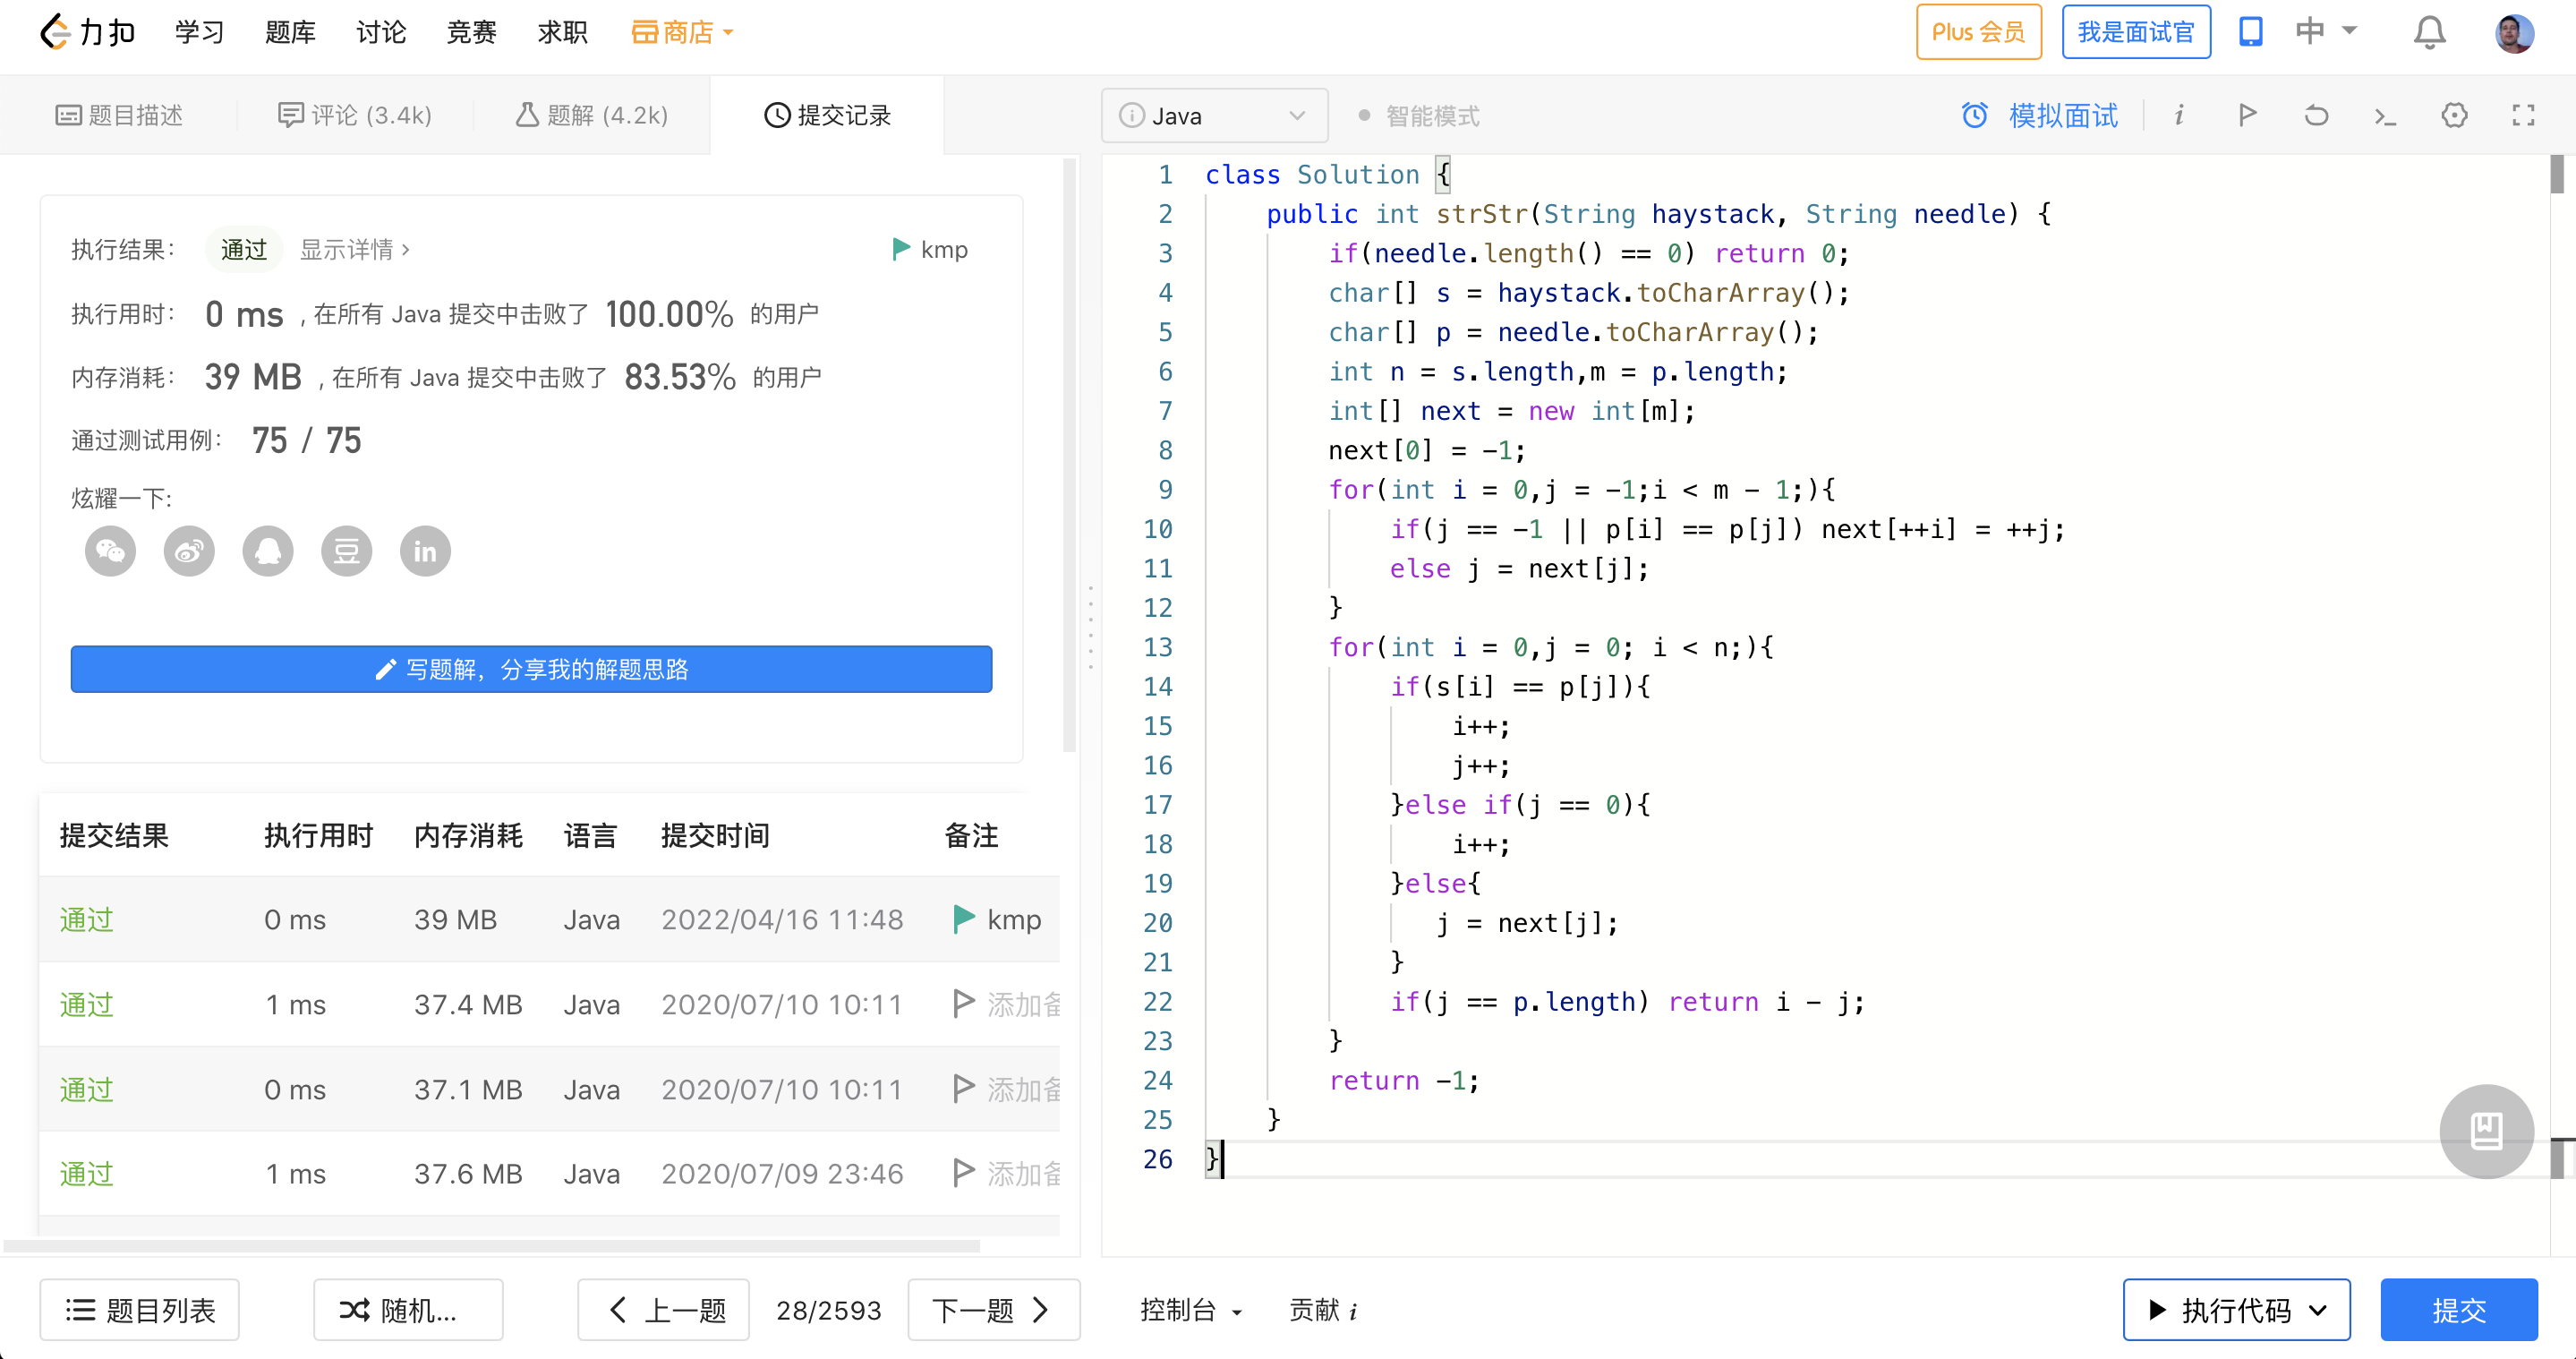 力扣 学习 题库 讨论 竞赛 求职 商店 Plus 会员 我是面试官 中
题目描述 评论 (3.4k) 题解 (4.2k) 提交记录
执行结果： 通过 显示详情 › kmp
执行用时： 0 ms , 在所有 Java 提交中击败了 100.00% 的用户
内存消耗： 39 MB , 在所有 Java 提交中击败了 83.53% 的用户
通过测试用例： 75 / 75
炫耀一下:
豆 in
写题解，分享我的解题思路
提交结果 执行用时 内存消耗 语言 提交时间 备注
通过 0 ms 39 MB Java 2022/04/16 11:48 kmp
通过 1 ms 37.4 MB Java 2020/07/10 10:11 添加
通过 0 ms 37.1 MB Java 2020/07/10 10:11 添加
通过 1 ms 37.6 MB Java 2020/07/09 23:46 添加
i Java 智能模式 模拟面试 i
1 class Solution {
2 public int strStr(String haystack, String needle) {
3 if(needle.length() == 0) return 0;
4 char[] s = haystack.toCharArray();
5 char[] p = needle.toCharArray();
6 int n = s.length,m = p.length;
7 int[] next = new int[m];
8 next[0] = -1;
9 for(int i = 0,j = -1;i < m - 1;){
10 if(j == -1 || p[i] == p[j]) next[++i] = ++j;
11 else j = next[j];
12 }
13 for(int i = 0,j = 0; i < n;){
14 if(s[i] == p[j]){
15 i++;
16 j++;
17 }else if(j == 0){
18 i++;
19 }else{
20 j = next[j];
21 }
22 if(j == p.length) return i - j;
23 }
24 return -1;
25 }
26 }
题目列表 随机... 上一题 28/2593 下一题 控制台 贡献 i 执行代码 提交